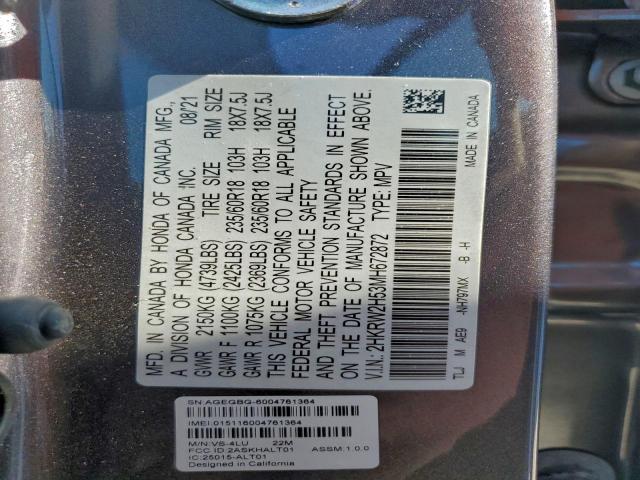 MFD. IN CANADA BY HONDA OF CANADA MFG.,
A DIVISION OF HONDA CANADA INC. 08/21
GVWR 2150KG (4739LBS) TIRE SIZE RIM SIZE
GAWR F 1100KG (2425LBS) 235/60R18 103H 18X7.5J
GAWR R 1075KG (2369LBS) 235/60R18 103H 18X7.5J
THIS VEHICLE CONFORMS TO ALL APPLICABLE
FEDERAL MOTOR VEHICLE SAFETY
AND THEFT PREVENTION STANDARDS IN EFFECT
ON THE DATE OF MANUFACTURE SHOWN ABOVE.
V.I.N.: 2HKRW2H53MH672872 TYPE: MPV
TLJ M AE9 -NH797MX -B -H
MADE IN CANADA
SN:AGEQBG-6004761364
IMEI:015116004761364
M/N:VS-4LU 22M
FCC ID:2ASKHALT01 ASSM:1.0.0
IC:25015-ALT01
Designed in California